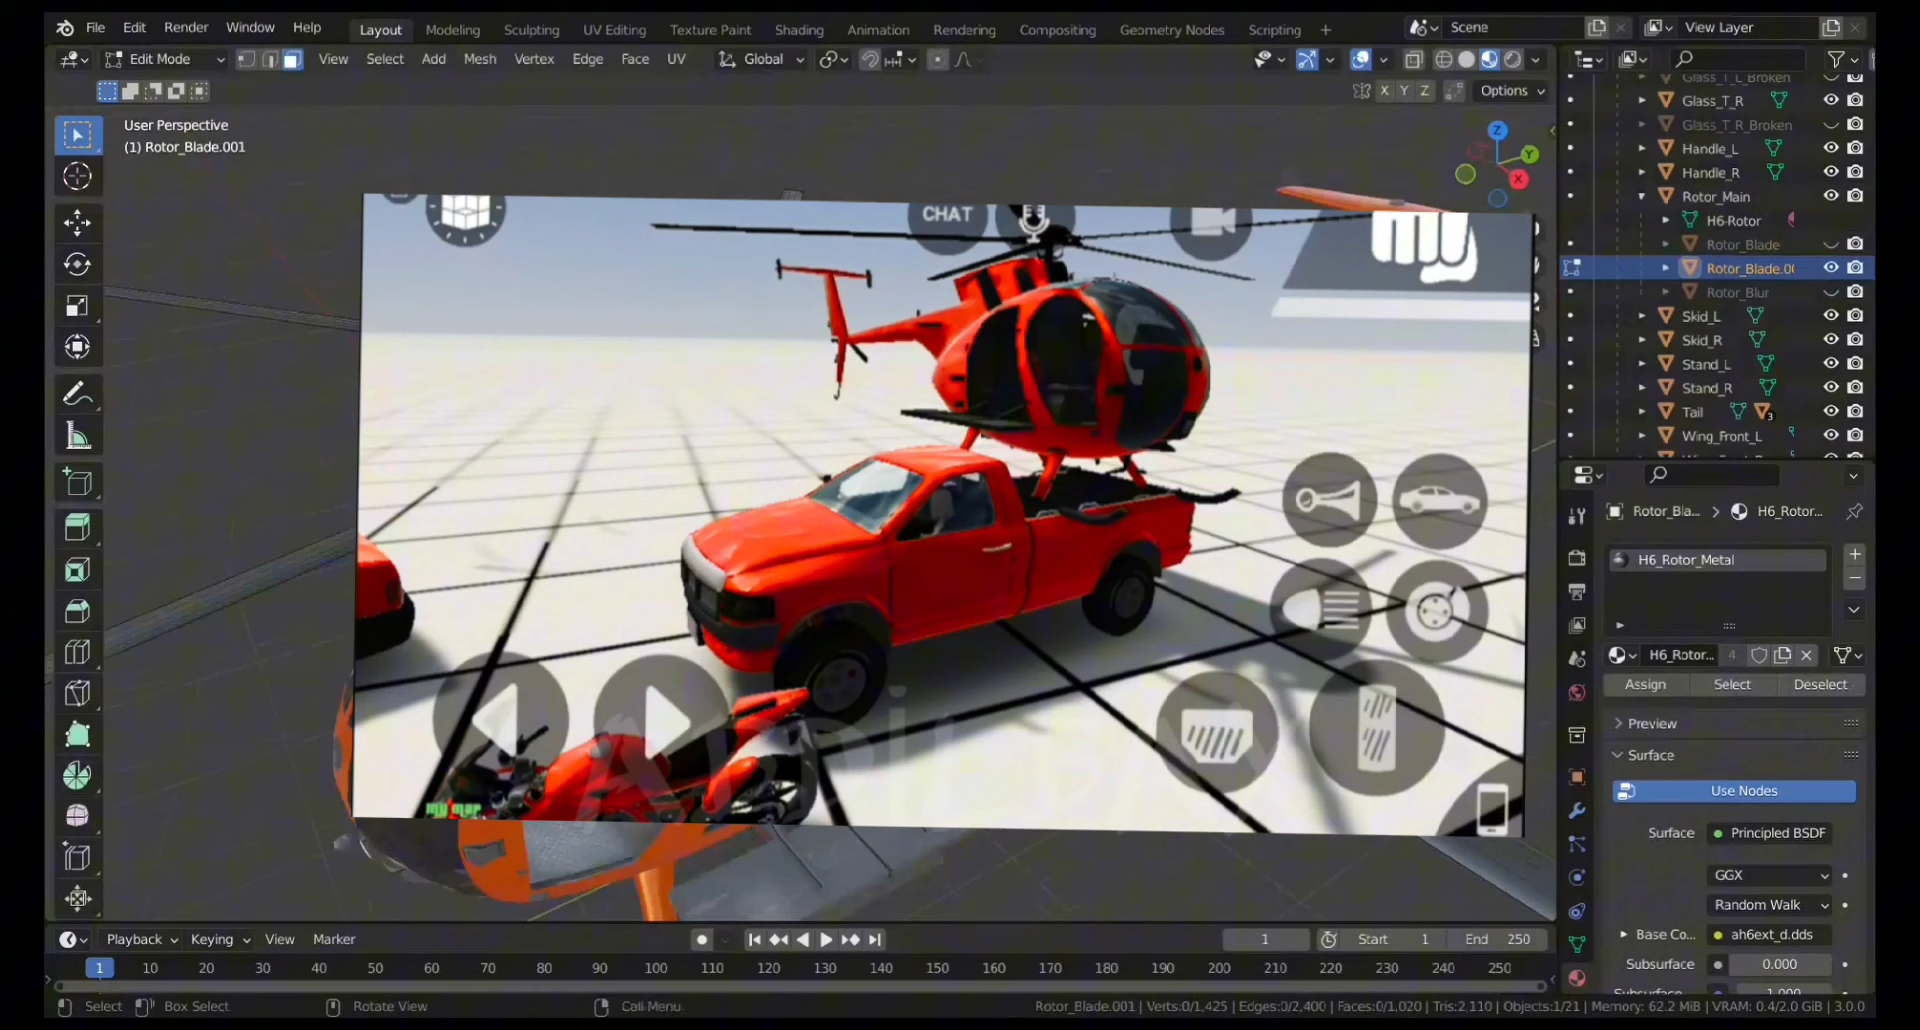 File Edit Render Window Help Layout Modeling Sculpting UV Editing Texture Paint Shading Animation Rendering Compositing Geometry Nodes Scripting + Scene View Layer
Edit Mode View Select Add Mesh Vertex Edge Face UV Global
X Y Z Options
User Perspective
(1) Rotor_Blade.001
Z
Y
X
CHAT
my map
Glass_T_L_Broken
Glass_T_R
Glass_T_R_Broken
Handle_L
Handle_R
Rotor_Main
H6-Rotor
Rotor_Blade
Rotor_Blade.00
Rotor_Blur
Skid_L
Skid_R
Stand_L
Stand_R
Tail 3
Wing_Front_L
Rotor_Bla... > H6_Rotor...
H6_Rotor_Metal
H6_Rotor... 4
Assign Select Deselect
Preview
Surface
Use Nodes
Surface Principled BSDF
GGX
Random Walk
Base Co... ah6ext_d.dds
Subsurface 0.000
Subsurface 1.000
Playback Keying View Marker 1 Start 1 End 250
1 10 20 30 40 50 60 70 80 90 100 110 120 130 140 150 160 170 180 190 200 210 220 230 240 250
Select Box Select Rotate View Call Menu Rotor_Blade.001 | Verts:0/1,425 | Edges:0/2,400 | Faces:0/1,020 | Tris:2,110 | Objects:1/21 | Memory: 62.2 MiB | VRAM: 0.4/2.0 GiB | 3.0.0